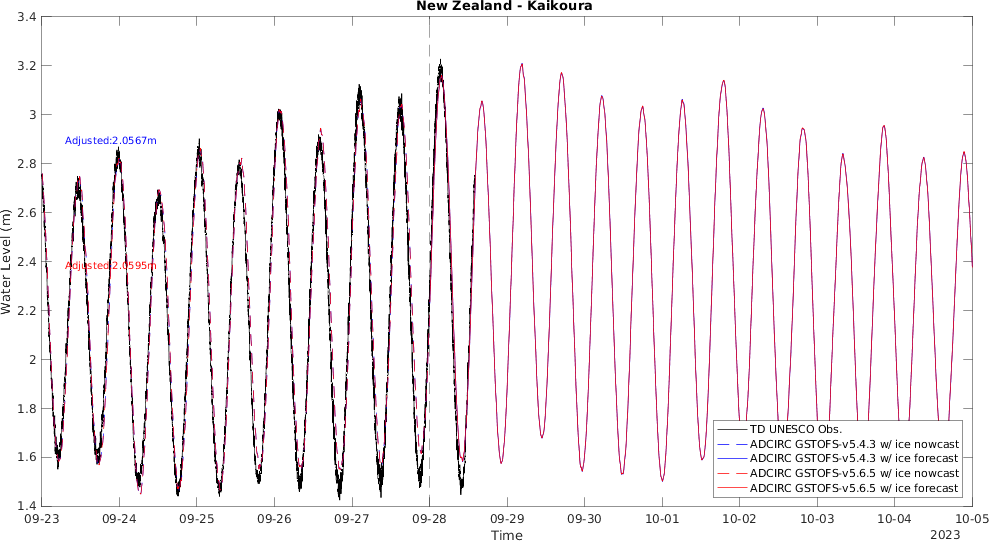 New Zealand - Kaikoura
3.4
3.2
3
2.8
2.6
2.4
2.2
2
1.8
1.6
1.4
Water Level (m)
Adjusted:2.0567m
Adjusted:2.0595m
TD UNESCO Obs.
ADCIRC GSTOFS-v5.4.3 w/ ice nowcast
ADCIRC GSTOFS-v5.4.3 w/ ice forecast
ADCIRC GSTOFS-v5.6.5 w/ ice nowcast
ADCIRC GSTOFS-v5.6.5 w/ ice forecast
09-23 09-24 09-25 09-26 09-27 09-28 09-29 09-30 10-01 10-02 10-03 10-04 10-05
2023
Time